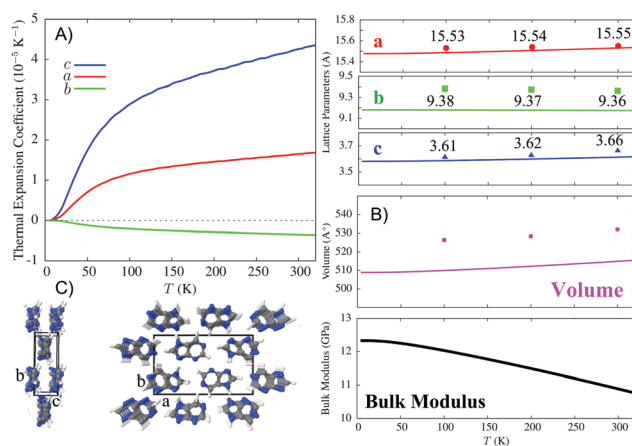 A)
Thermal Expansion Coefficient (10⁻⁵ K⁻¹)
5
4
3
2
1
0
-1
c
a
b
0 50 100 150 200 250 300
T (K)
C)
b
c
b
a
Lattice Parameters (A)
15.8
15.6
15.4
a
15.53 15.54 15.55
9.5
9.3
9.1
b
9.38 9.37 9.36
3.7
3.5
c
3.61 3.62 3.66
B)
Volume (A°)
540
530
520
510
500
Volume
Bulk Modulus (GPa)
13
12
11
10
Bulk Modulus
0 50 100 150 200 250 300
T (K)